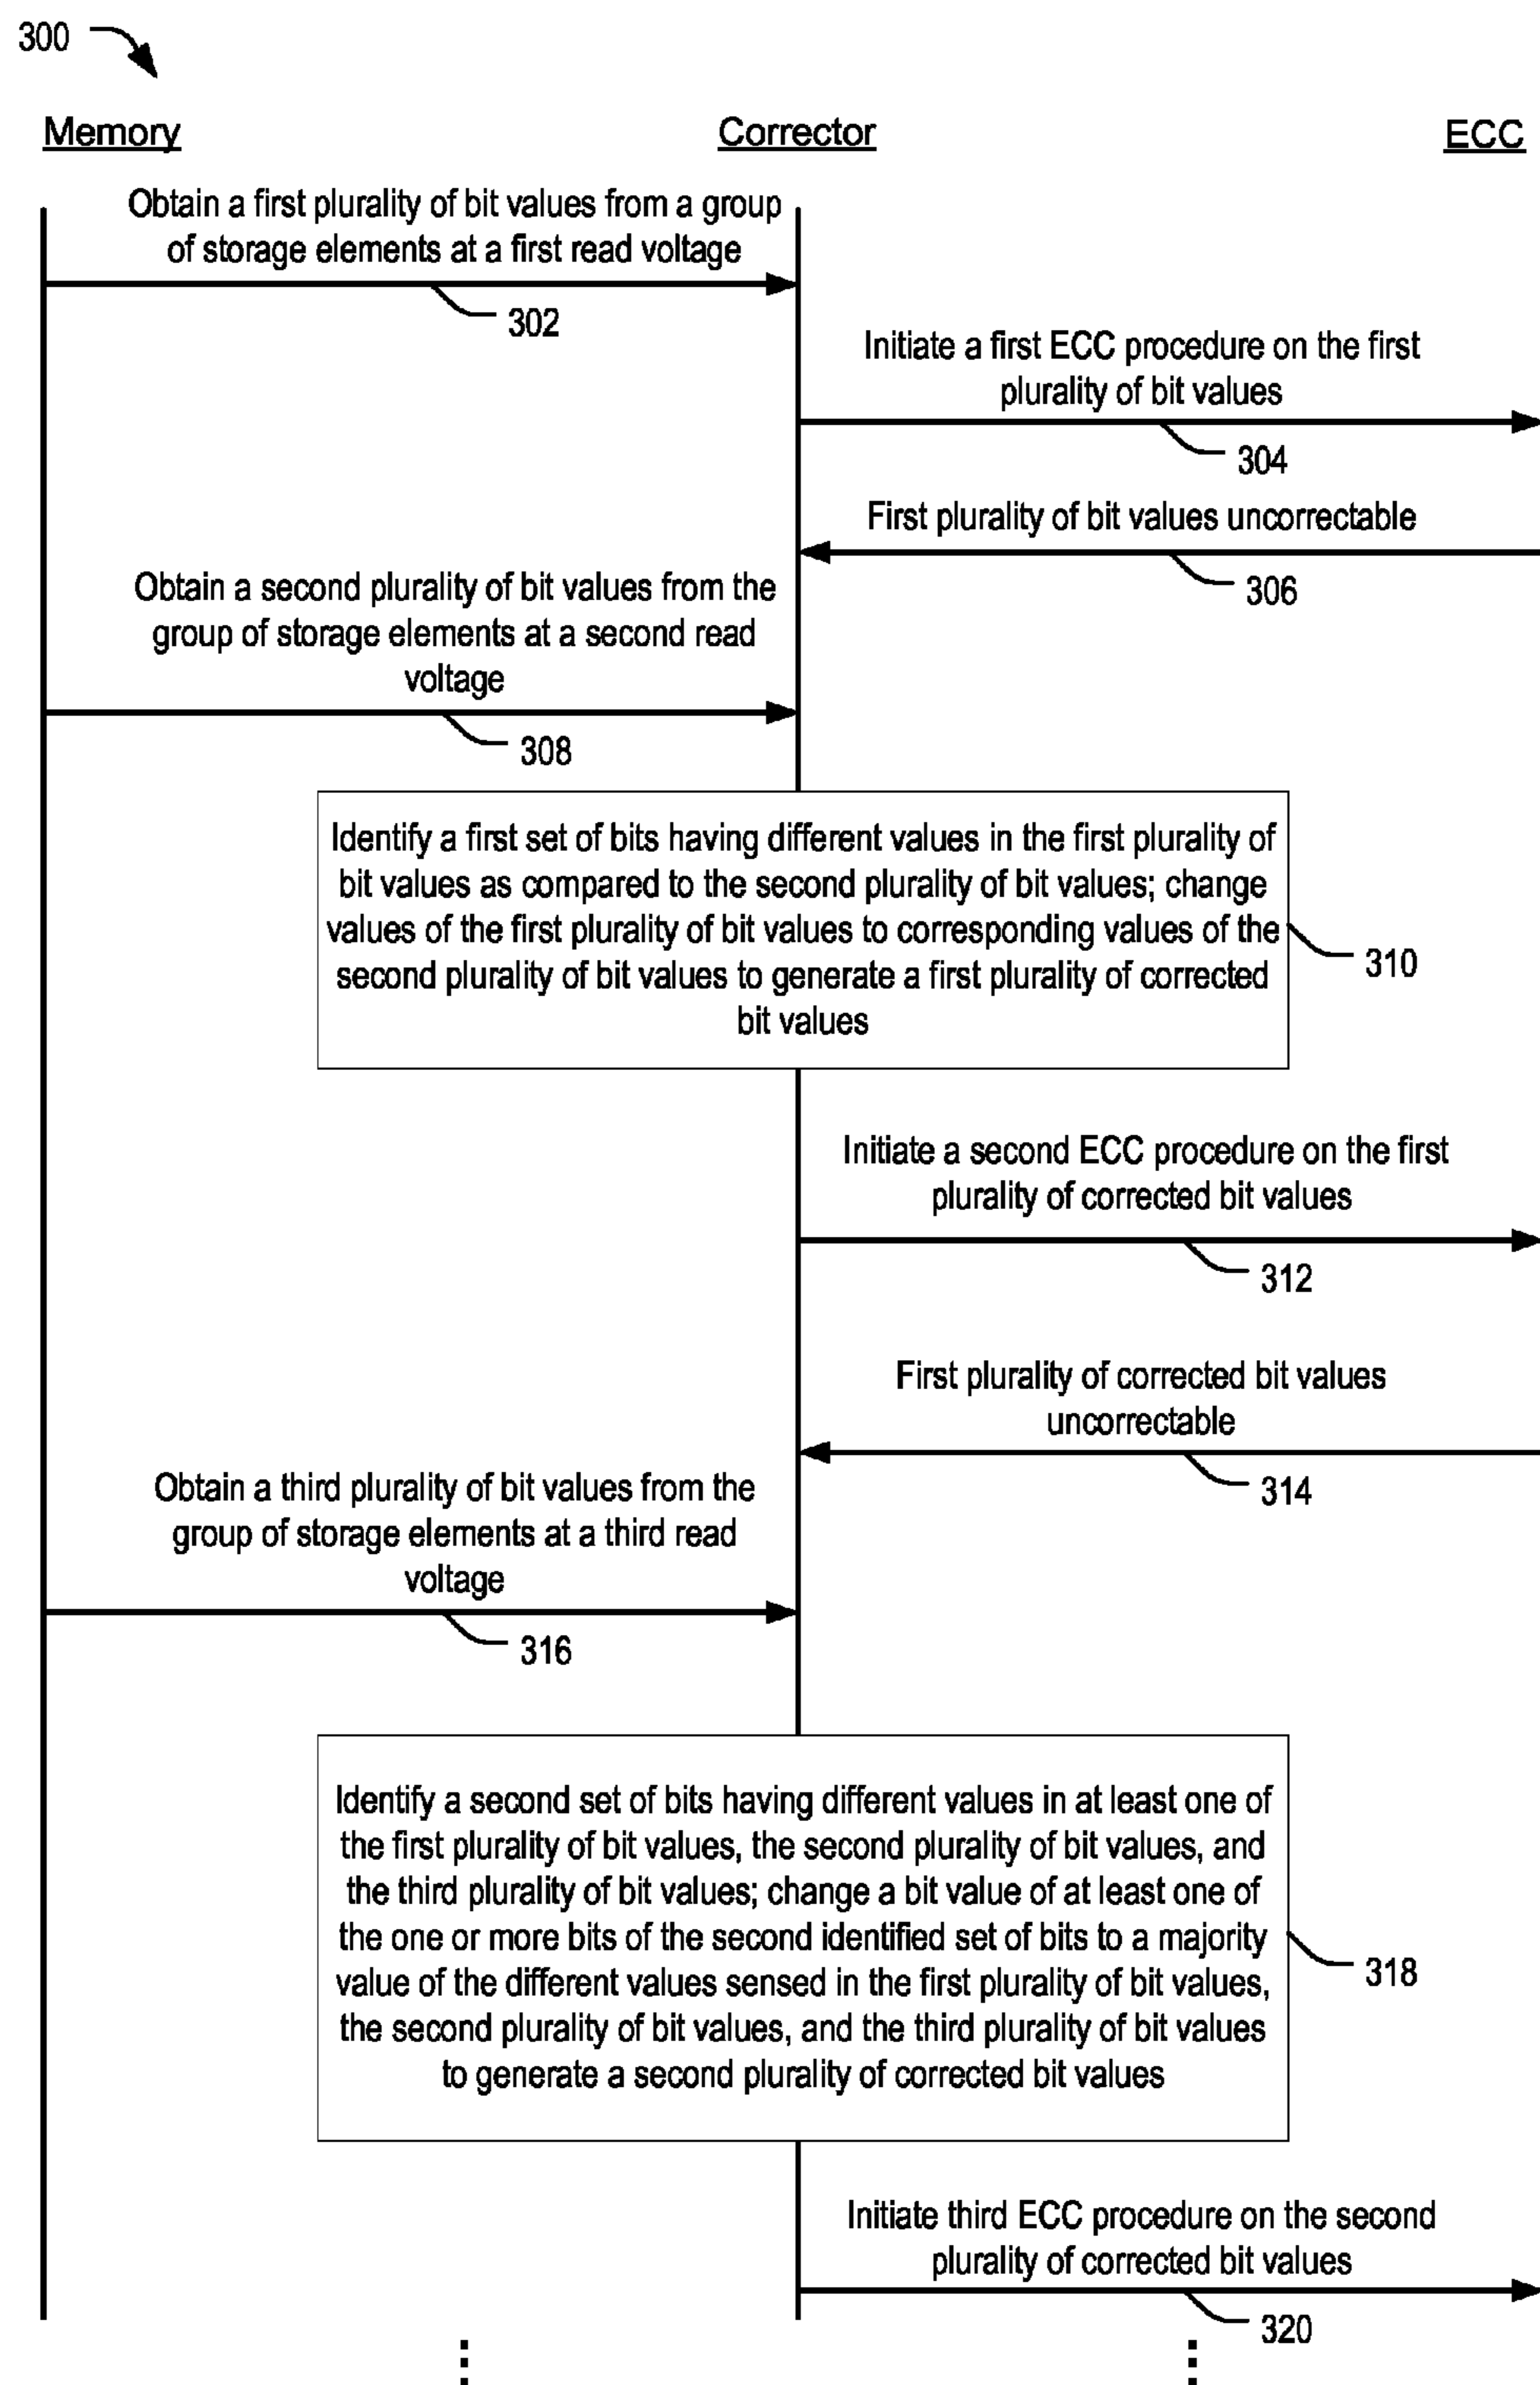 300
Memory
Corrector
ECC
Obtain a first plurality of bit values from a group
of storage elements at a first read voltage
302
Initiate a first ECC procedure on the first
plurality of bit values
304
First plurality of bit values uncorrectable
306
Obtain a second plurality of bit values from the
group of storage elements at a second read
voltage
308
Identify a first set of bits having different values in the first plurality of
bit values as compared to the second plurality of bit values; change
values of the first plurality of bit values to corresponding values of the
second plurality of bit values to generate a first plurality of corrected
bit values
310
Initiate a second ECC procedure on the first
plurality of corrected bit values
312
First plurality of corrected bit values
uncorrectable
314
Obtain a third plurality of bit values from the
group of storage elements at a third read
voltage
316
Identify a second set of bits having different values in at least one of
the first plurality of bit values, the second plurality of bit values, and
the third plurality of bit values; change a bit value of at least one of
the one or more bits of the second identified set of bits to a majority
value of the different values sensed in the first plurality of bit values,
the second plurality of bit values, and the third plurality of bit values
to generate a second plurality of corrected bit values
318
Initiate third ECC procedure on the second
plurality of corrected bit values
320